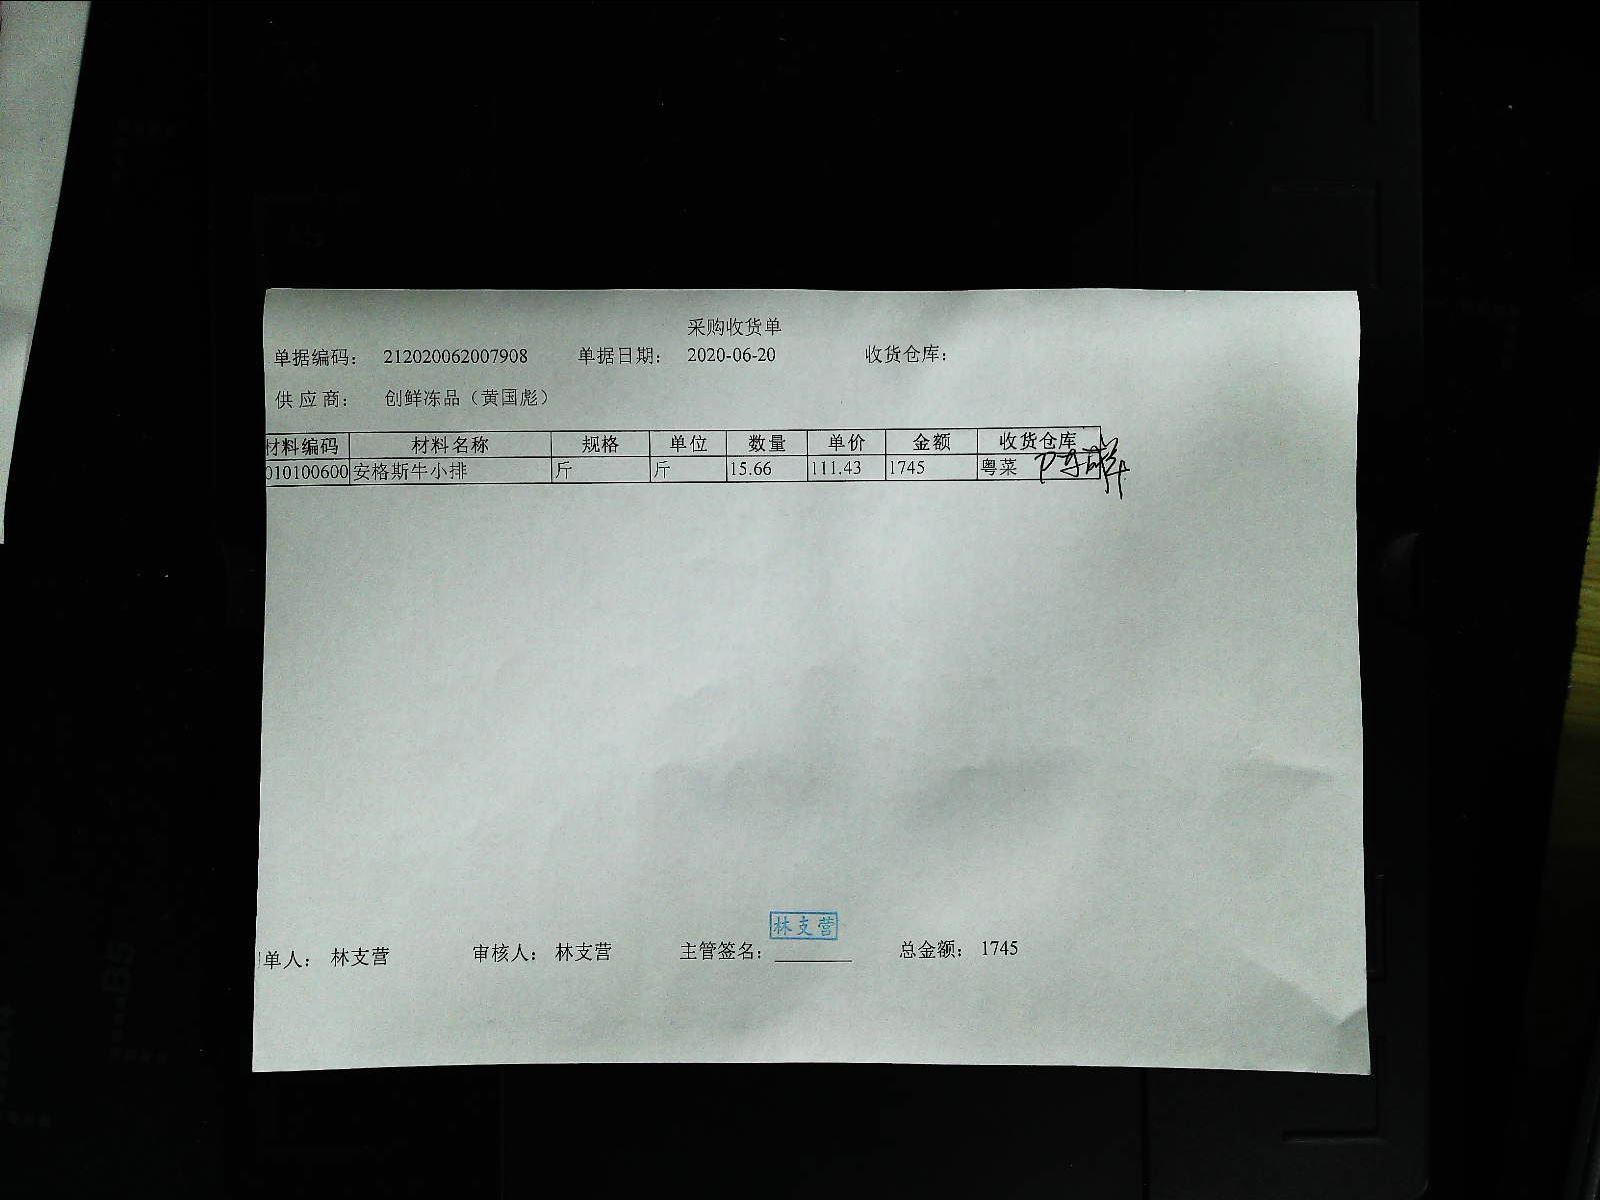 采购收货单
单据编码： 212020062007908 单据日期： 2020-06-20 收货仓库：
供应商： 创鲜冻品（黄国彪）
材料编码 材料名称 规格 单位 数量 单价 金额 收货仓库
010100600 安格斯牛小排 斤 斤 15.66 111.43 1745 粤菜
林支营
单人： 林支营 审核人： 林支营 主管签名： 总金额： 1745